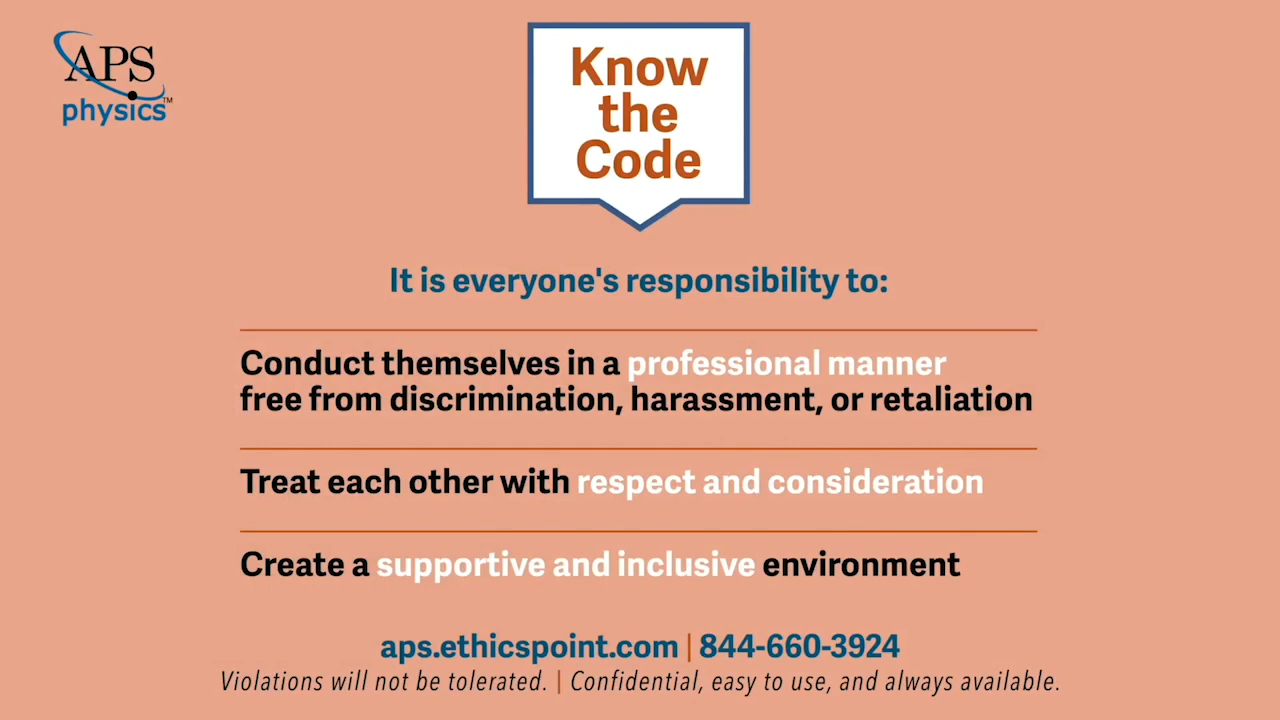 APS
physics™
Know
the
Code
It is everyone's responsibility to:
Conduct themselves in a professional manner
free from discrimination, harassment, or retaliation
Treat each other with respect and consideration
Create a supportive and inclusive environment
aps.ethicspoint.com | 844-660-3924
Violations will not be tolerated. | Confidential, easy to use, and always available.